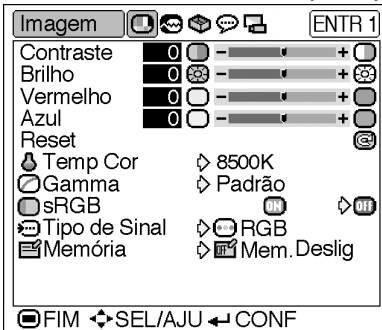 Imagem ENTR 1
Contraste 0 - +
Brilho 0 - +
Vermelho 0 - +
Azul 0 - +
Reset
Temp Cor 8500K
Gamma Padrão
sRGB ON OFF
Tipo de Sinal RGB
Memória OFF Mem. Deslig
FIM SEL/AJU CONF